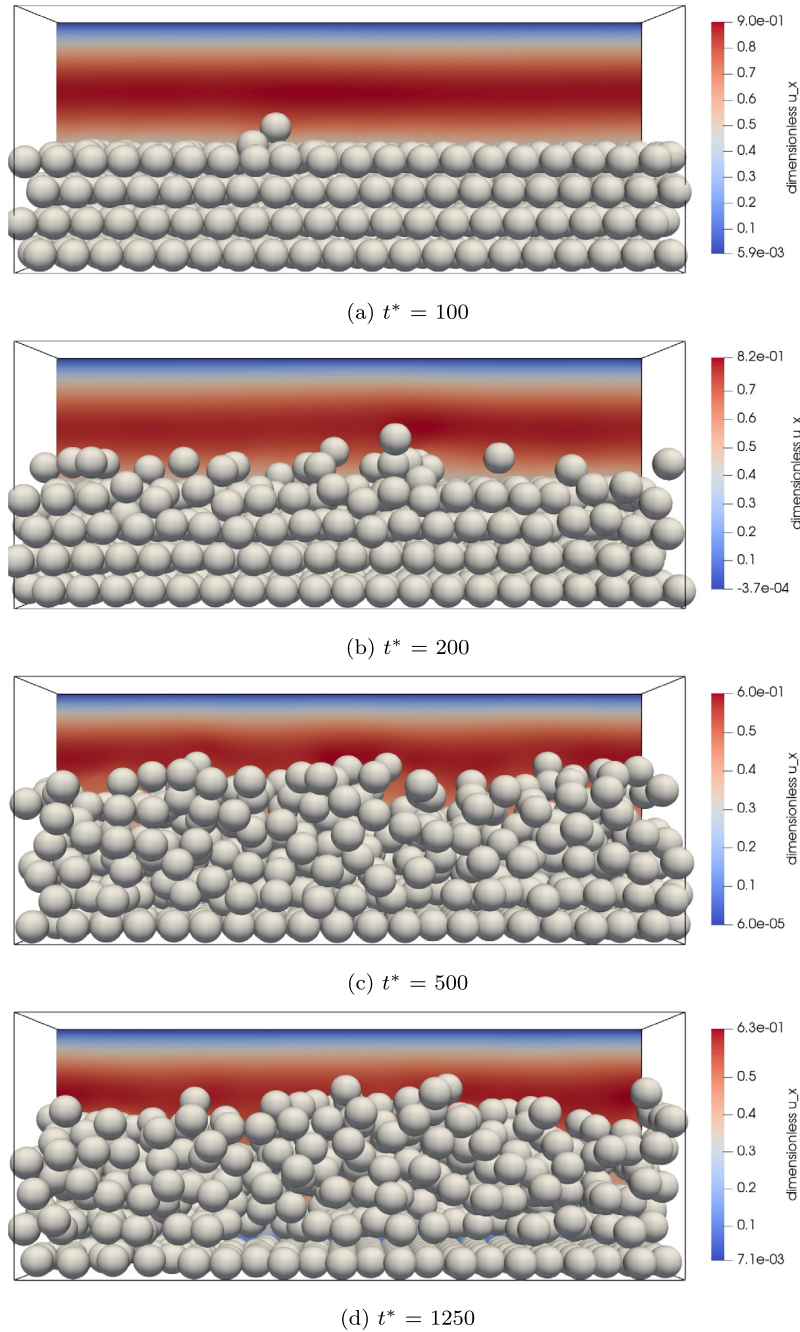 9.0e-01
0.8
0.7
0.6
0.5
0.4
0.3
0.2
0.1
5.9e-03
dimensionless u_x
(a) t* = 100
8.2e-01
0.7
0.6
0.5
0.4
0.3
0.2
0.1
-3.7e-04
dimensionless u_x
(b) t* = 200
6.0e-01
0.5
0.4
0.3
0.2
0.1
6.0e-05
dimensionless u_x
(c) t* = 500
6.3e-01
0.5
0.4
0.3
0.2
0.1
7.1e-03
dimensionless u_x
(d) t* = 1250